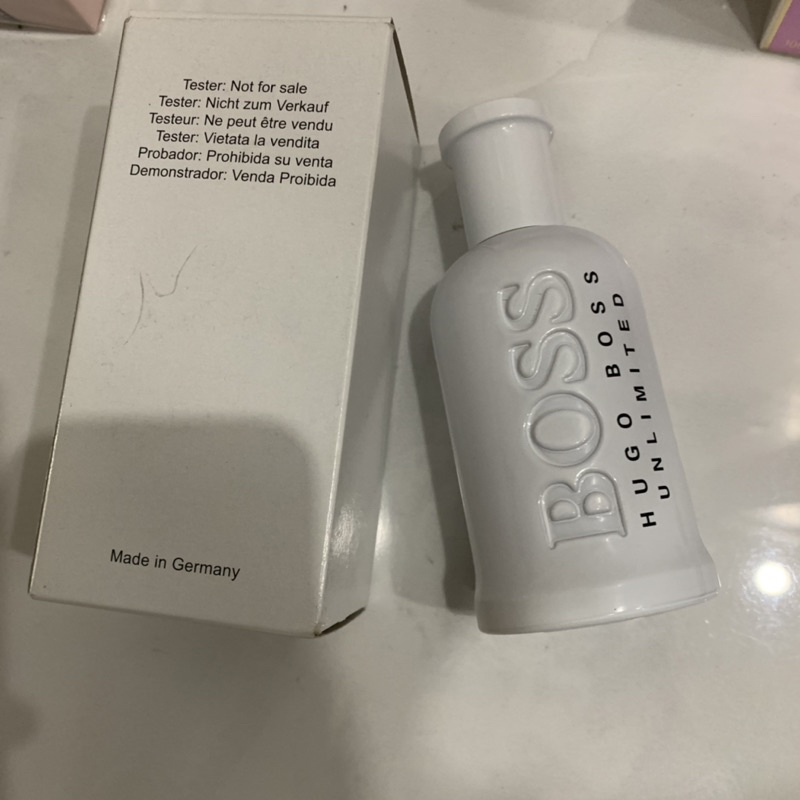 Tester: Not for sale
Tester: Nicht zum Verkauf
Testeur: Ne peut être vendu
Tester: Vietata la vendita
Probador: Prohibida su venta
Demonstrador: Venda Proibida
Made in Germany
BOSS
HUGO BOSS
UNLIMITED